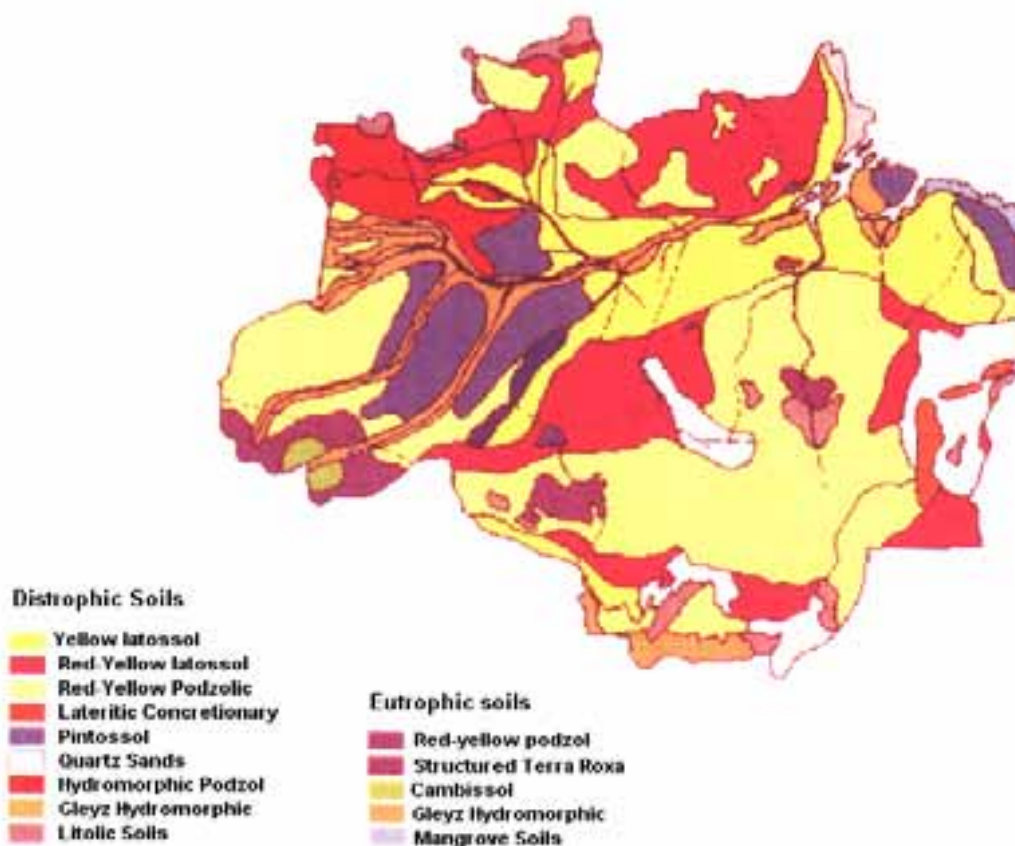 Distrophic Soils
Yellow latossol
Red-Yellow latossol
Red-Yellow Podzolic
Lateritic Concretionary
Pintossol
Quartz Sands
Hydromorphic Podzol
Gleyz Hydromorphic
Litolic Soils
Eutrophic soils
Red-yellow podzol
Structured Terra Roxa
Cambissol
Gleyz Hydromorphic
Mangrove Soils